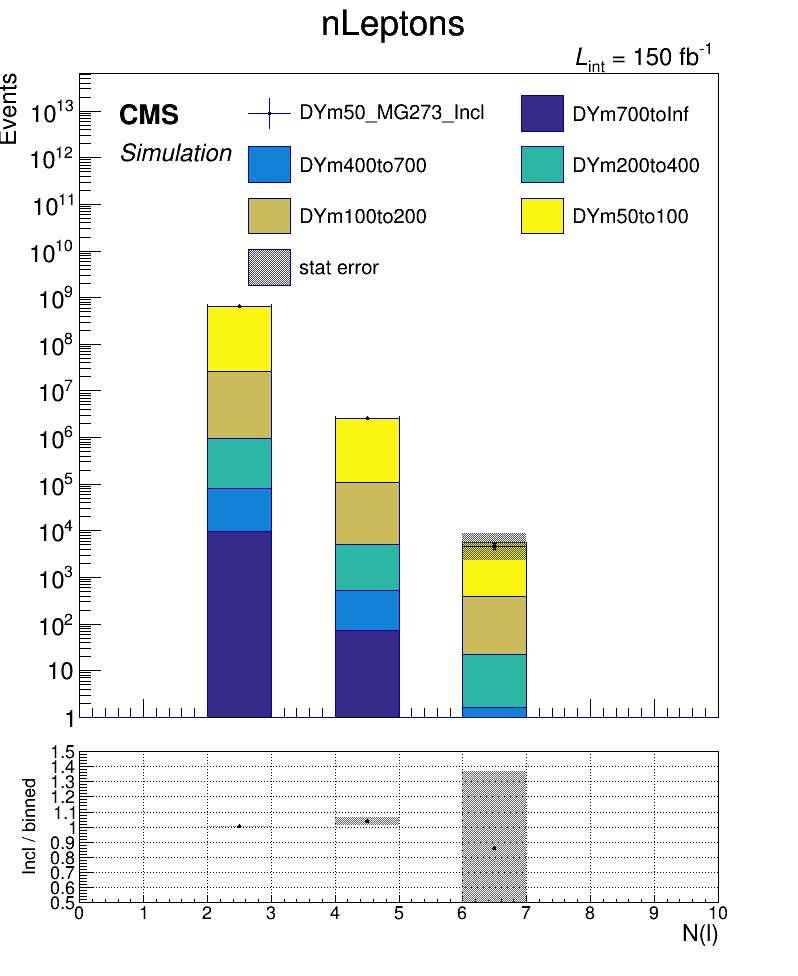 nLeptons
L_int = 150 fb^-1
Events
CMS
Simulation
DYm50_MG273_Incl
DYm700toInf
DYm400to700
DYm200to400
DYm100to200
DYm50to100
stat error
10^13
10^12
10^11
10^10
10^9
10^8
10^7
10^6
10^5
10^4
10^3
10^2
10
1
Incl / binned
1.5
1.4
1.3
1.2
1.1
1
0.9
0.8
0.7
0.6
0.5
0 1 2 3 4 5 6 7 8 9 10
N(l)